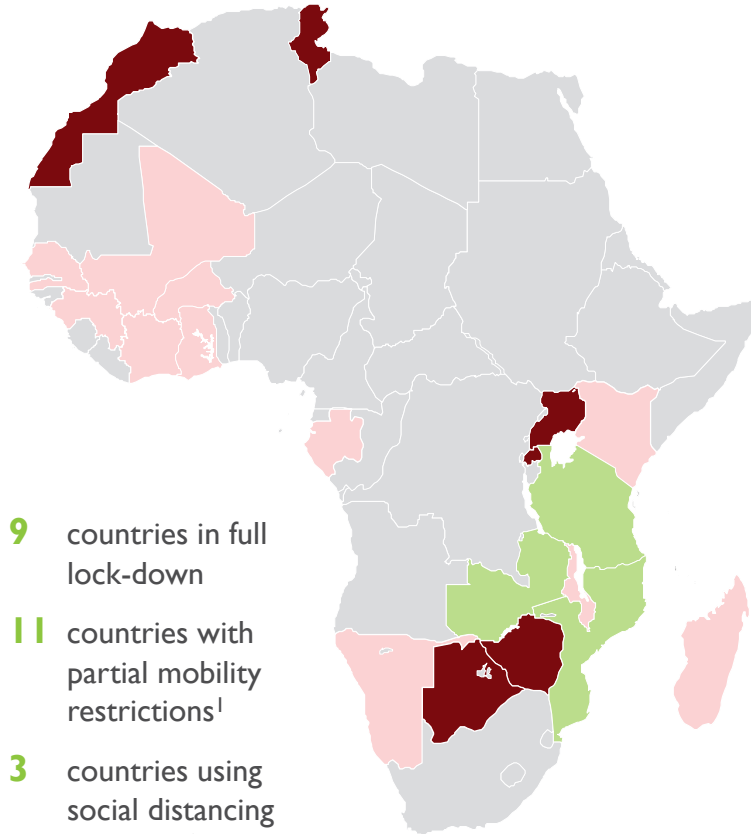 9 countries in full
lock-down
11 countries with
partial mobility
restrictions1
3 countries using
social distancing